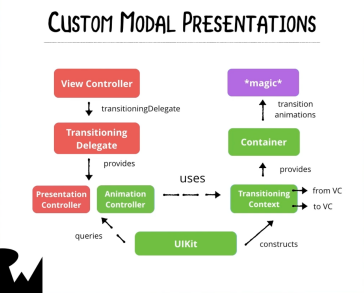 Custom Modal Presentations
View Controller
*magic*
transitioningDelegate
transition
animations
Transitioning
Delegate
Container
provides
provides
uses
Presentation
Controller
Animation
Controller
Transitioning
Context
from VC
to VC
queries
UIKit
constructs